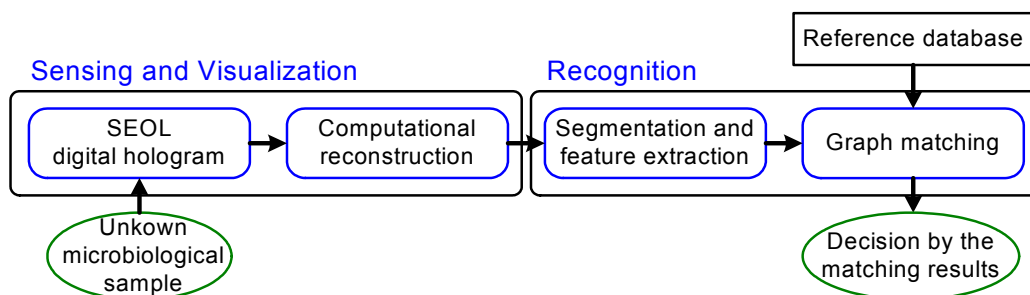 Reference database
Sensing and Visualization
Recognition
SEOL
digital hologram
Computational
reconstruction
Segmentation and
feature extraction
Graph matching
Unkown
microbiological
sample
Decision by the
matching results